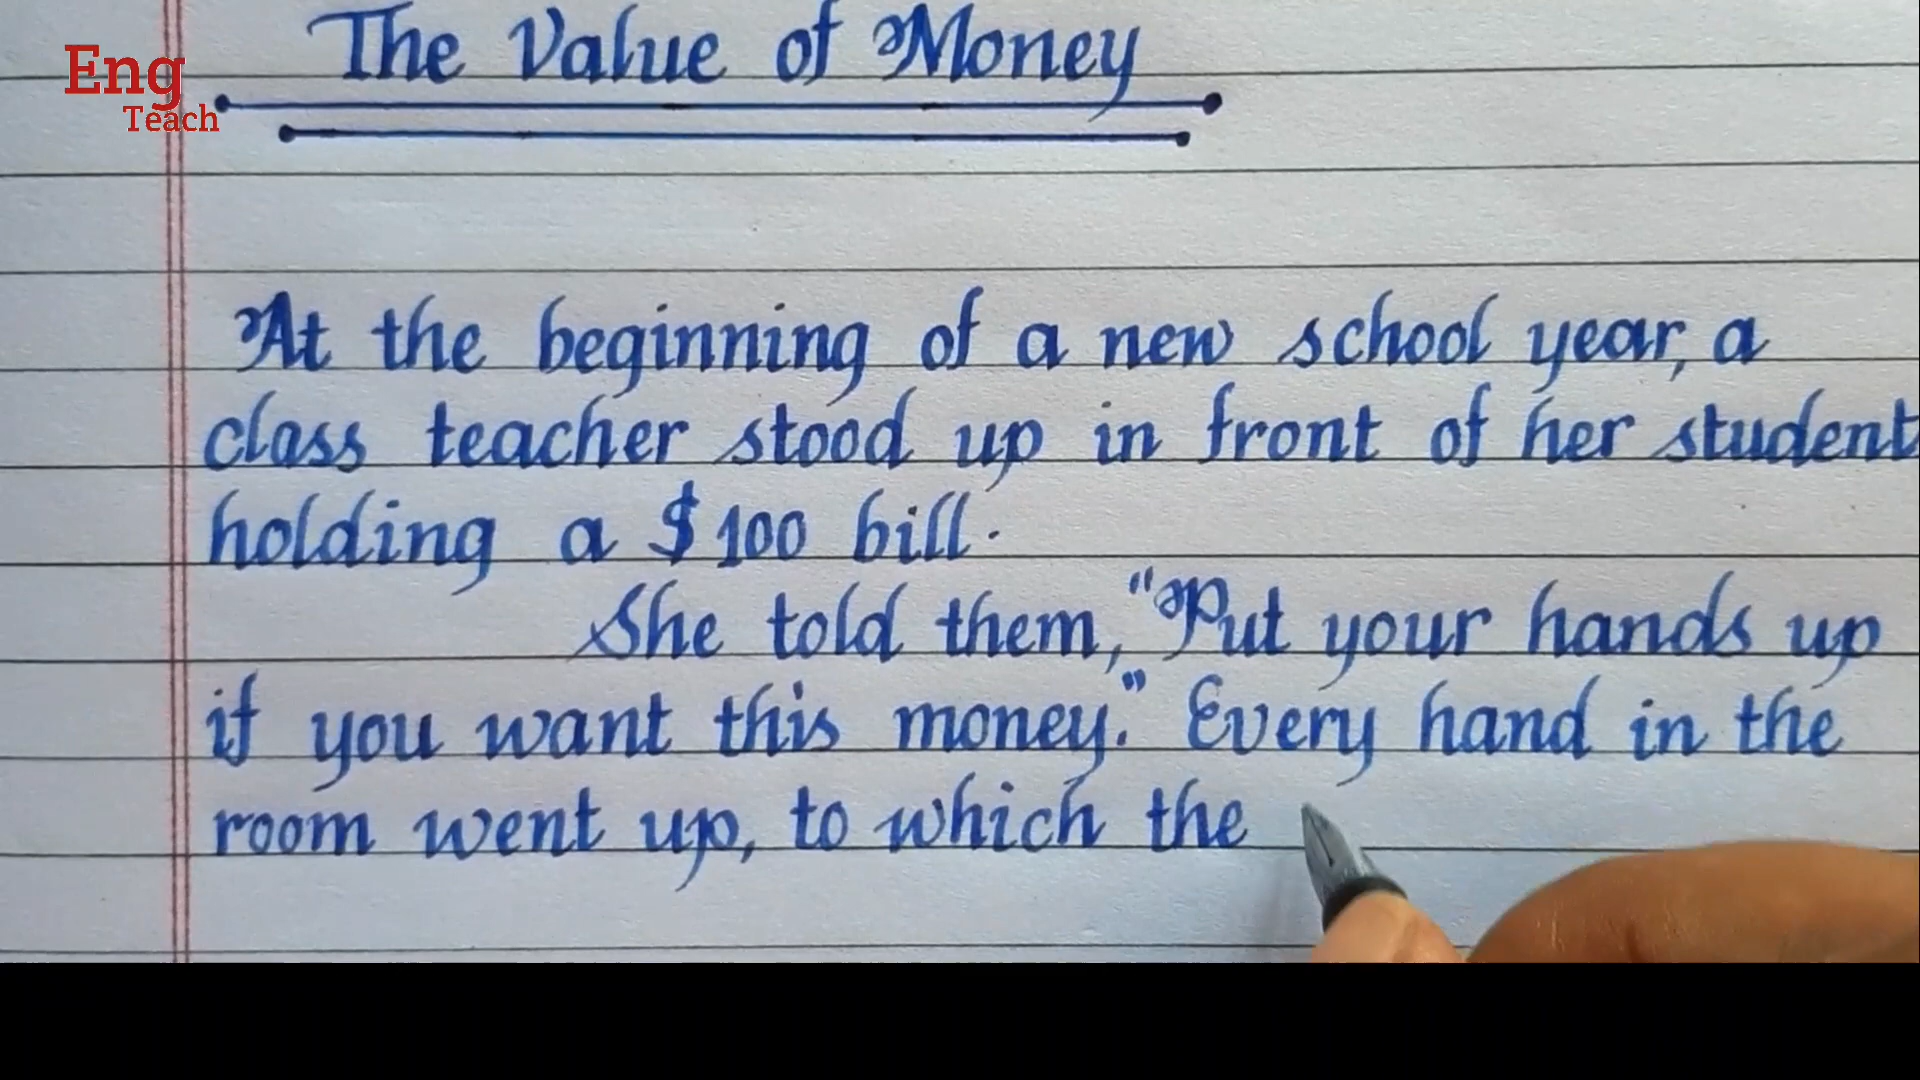 The Value of Money
Eng
Teach
At the beginning of a new school year, a
class teacher stood up in front of her student
holding a $100 bill.
She told them, "Put your hands up
if you want this money." Every hand in the
room went up, to which the